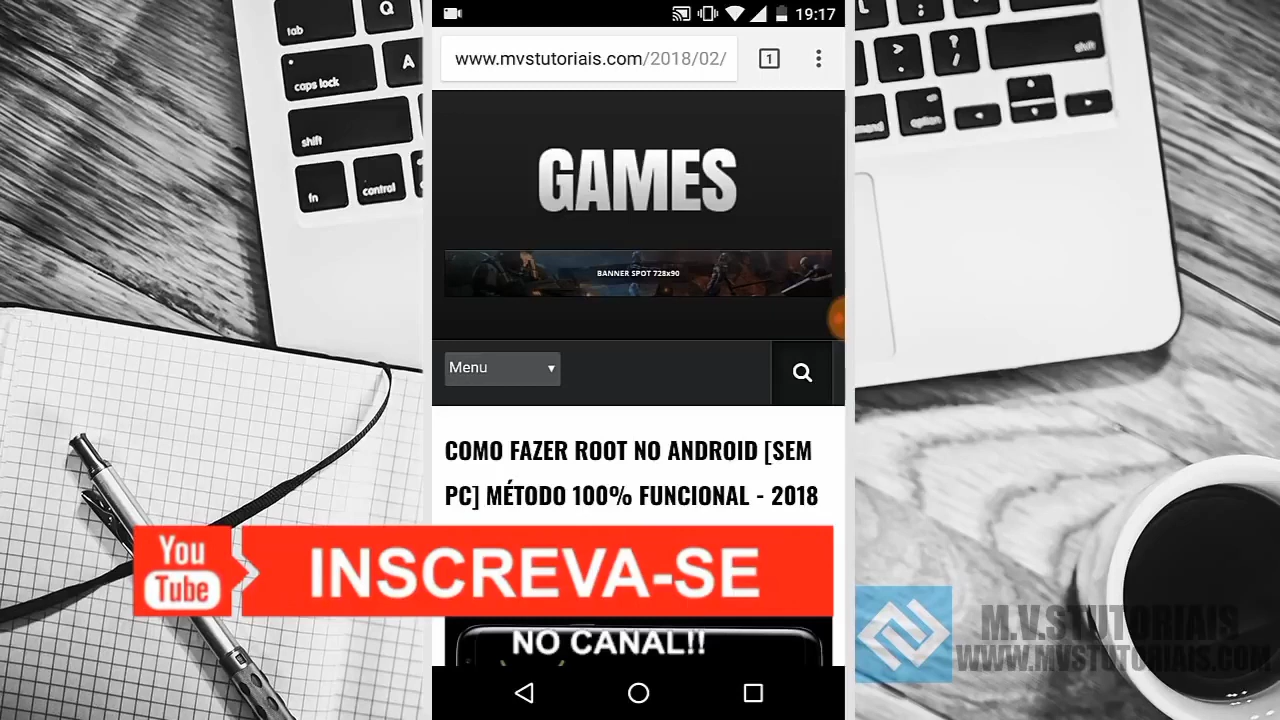 19:17
www.mvstutoriais.com/2018/02/
1
GAMES
BANNER SPOT 728x90
Menu
COMO FAZER ROOT NO ANDROID [SEM
PC] MÉTODO 100% FUNCIONAL - 2018
You
Tube
INSCREVA-SE
NO CANAL!!
M.V.STUTORIAIS
WWW.MVSTUTORIAIS.COM
tab
Q
caps lock
A
shift
fn
control
shift
option